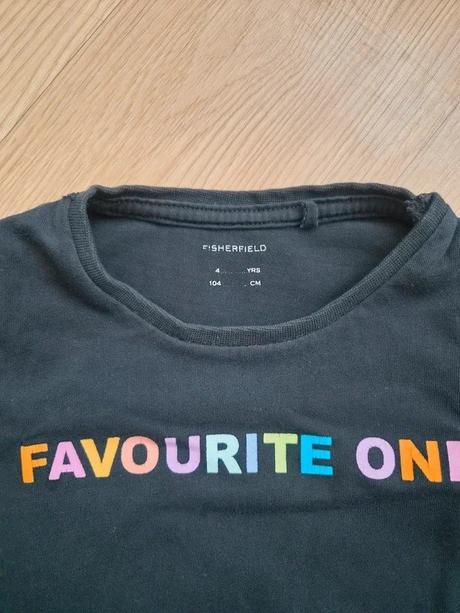 FISHERFIELD
4.........YRS
104 ........ CM
FAVOURITE ON